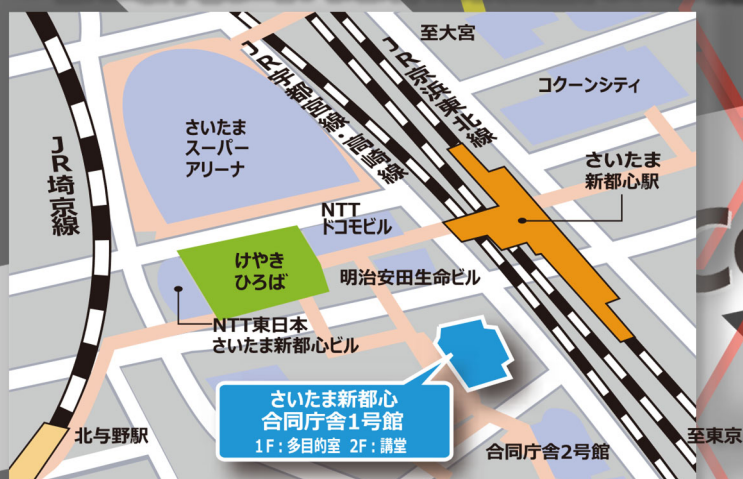 至大宮
JR宇都宮線・高崎線
JR京浜東北線
コクーンシティ
JR埼京線
さいたま
スーパー
アリーナ
さいたま
新都心駅
NTT
ドコモビル
けやき
ひろば
明治安田生命ビル
NTT東日本
さいたま新都心ビル
さいたま新都心
合同庁舎1号館
1F：多目的室 2F：講堂
北与野駅
合同庁舎2号館
至東京